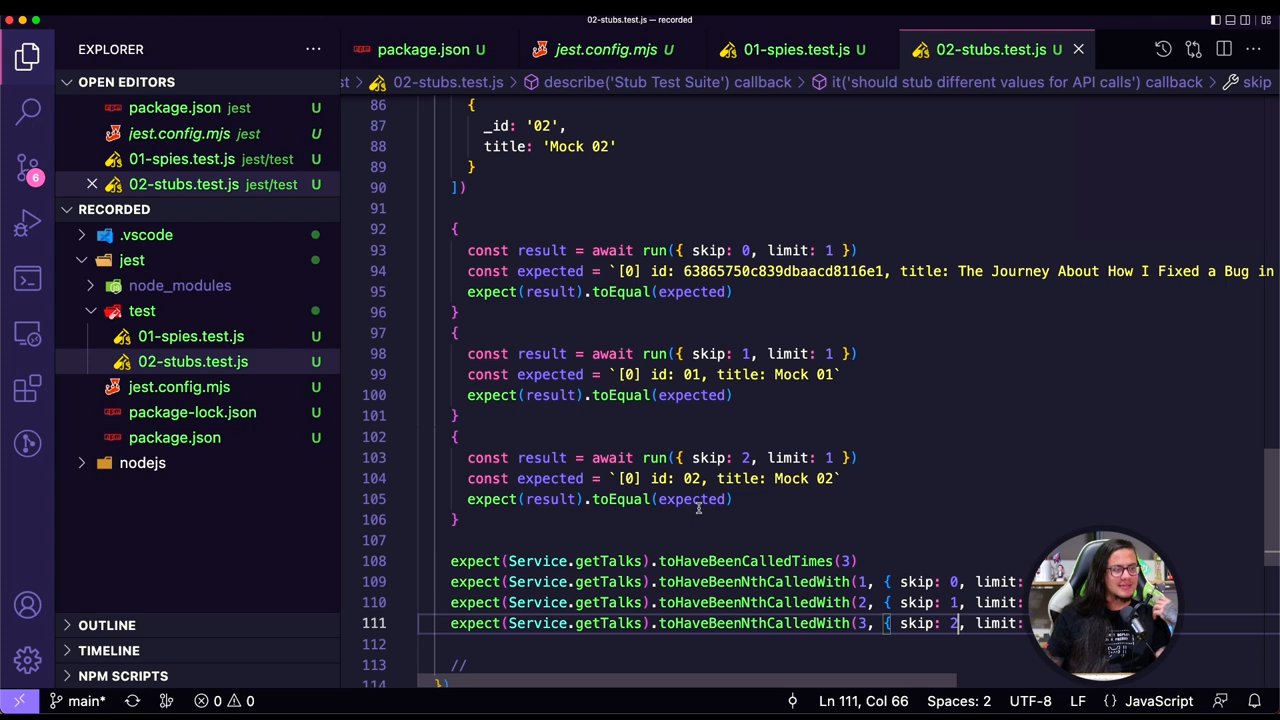 02-stubs.test.js — recorded
EXPLORER
package.json U
jest.config.mjs U
01-spies.test.js U
02-stubs.test.js U
OPEN EDITORS
package.json jest U
jest.config.mjs jest U
01-spies.test.js jest/test U
02-stubs.test.js jest/test U
RECORDED
.vscode
jest
node_modules
test
01-spies.test.js U
02-stubs.test.js U
jest.config.mjs U
package-lock.json U
package.json U
nodejs
OUTLINE
TIMELINE
NPM SCRIPTS
6
st > 02-stubs.test.js > describe('Stub Test Suite') callback > it('should stub different values for API calls') callback > skip
86 {
87 _id: '02',
88 title: 'Mock 02'
89 }
90 ])
91
92 {
93 const result = await run({ skip: 0, limit: 1 })
94 const expected = `[0] id: 63865750c839dbaacd8116e1, title: The Journey About How I Fixed a Bug in
95 expect(result).toEqual(expected)
96 }
97 {
98 const result = await run({ skip: 1, limit: 1 })
99 const expected = `[0] id: 01, title: Mock 01`
100 expect(result).toEqual(expected)
101 }
102 {
103 const result = await run({ skip: 2, limit: 1 })
104 const expected = `[0] id: 02, title: Mock 02`
105 expect(result).toEqual(expected)
106 }
107
108 expect(Service.getTalks).toHaveBeenCalledTimes(3)
109 expect(Service.getTalks).toHaveBeenNthCalledWith(1, { skip: 0, limit:
110 expect(Service.getTalks).toHaveBeenNthCalledWith(2, { skip: 1, limit:
111 expect(Service.getTalks).toHaveBeenNthCalledWith(3, { skip: 2, limit:
112
113 //
114 })
main* 0 0 Ln 111, Col 66 Spaces: 2 UTF-8 LF {} JavaScript